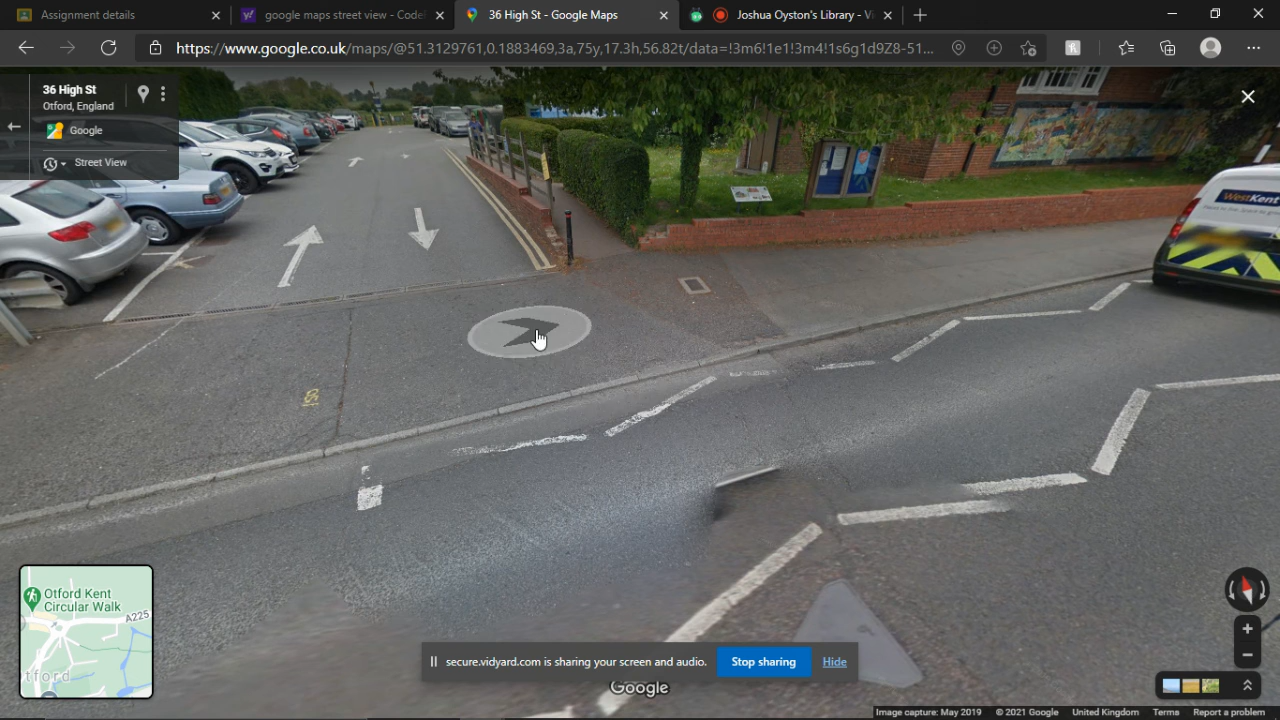 Assignment details
google maps street view - Code
36 High St - Google Maps
Joshua Oyston's Library - Vi
https://www.google.co.uk/maps/@51.3129761,0.1883469,3a,75y,17.3h,56.82t/data=!3m6!1e1!3m4!1s6g1d9Z8-51...
36 High St
Otford, England
Google
Street View
WestKent
Otford Kent
Circular Walk
A225
tford
secure.vidyard.com is sharing your screen and audio.
Stop sharing
Hide
Google
Image capture: May 2019 © 2021 Google United Kingdom Terms Report a problem